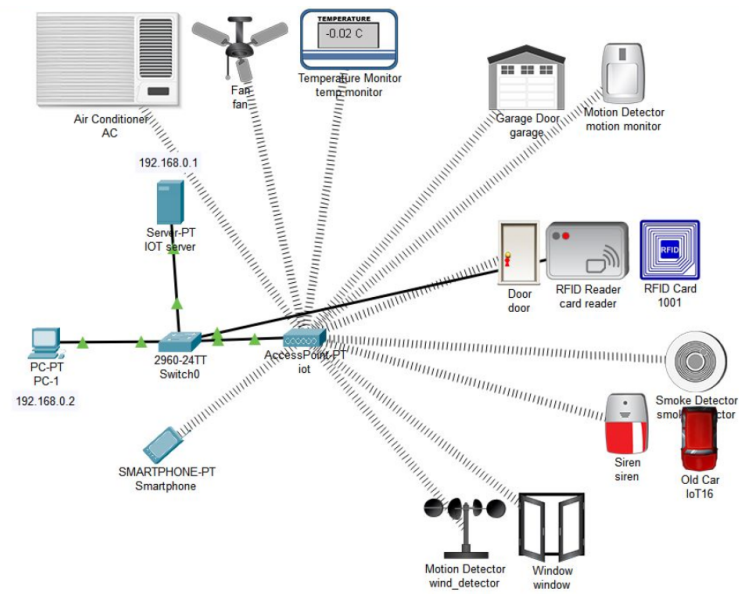 TEMPERATURE
-0.02 C
Air Conditioner
AC
Fan
fan
Temperature Monitor
temp monitor
Garage Door
garage
Motion Detector
motion monitor
192.168.0.1
Server-PT
IOT server
Door
door
RFID Reader
card reader
RFID
RFID Card
1001
PC-PT
PC-1
192.168.0.2
2960-24TT
Switch0
AccessPoint-PT
iot
SMARTPHONE-PT
Smartphone
Smoke Detector
Siren
siren
Old Car
IoT16
Motion Detector
wind_detector
Window
window